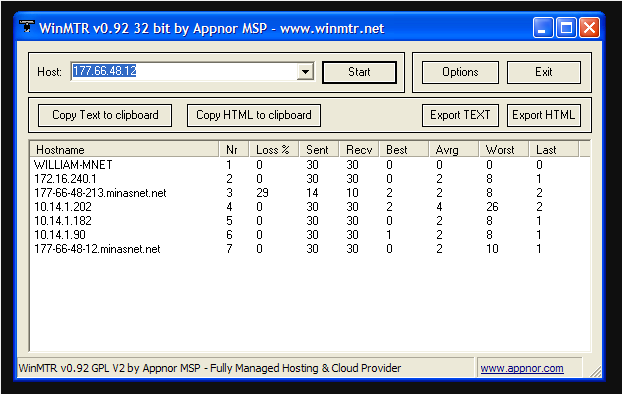 WinMTR v0.92 32 bit by Appnor MSP - www.winmtr.net
Host: 177.66.48.12 Start Options Exit
Copy Text to clipboard Copy HTML to clipboard Export TEXT Export HTML
Hostname Nr Loss % Sent Recv Best Avrg Worst Last
WILLIAM-MNET 1 0 30 30 0 0 0 0
172.16.240.1 2 0 30 30 0 2 8 1
177-66-48-213.minasnet.net 3 29 14 10 2 2 8 2
10.14.1.202 4 0 30 30 2 4 26 2
10.14.1.182 5 0 30 30 0 2 8 1
10.14.1.90 6 0 30 30 1 2 8 1
177-66-48-12.minasnet.net 7 0 30 30 0 2 10 1
WinMTR v0.92 GPL V2 by Appnor MSP - Fully Managed Hosting & Cloud Provider www.appnor.com